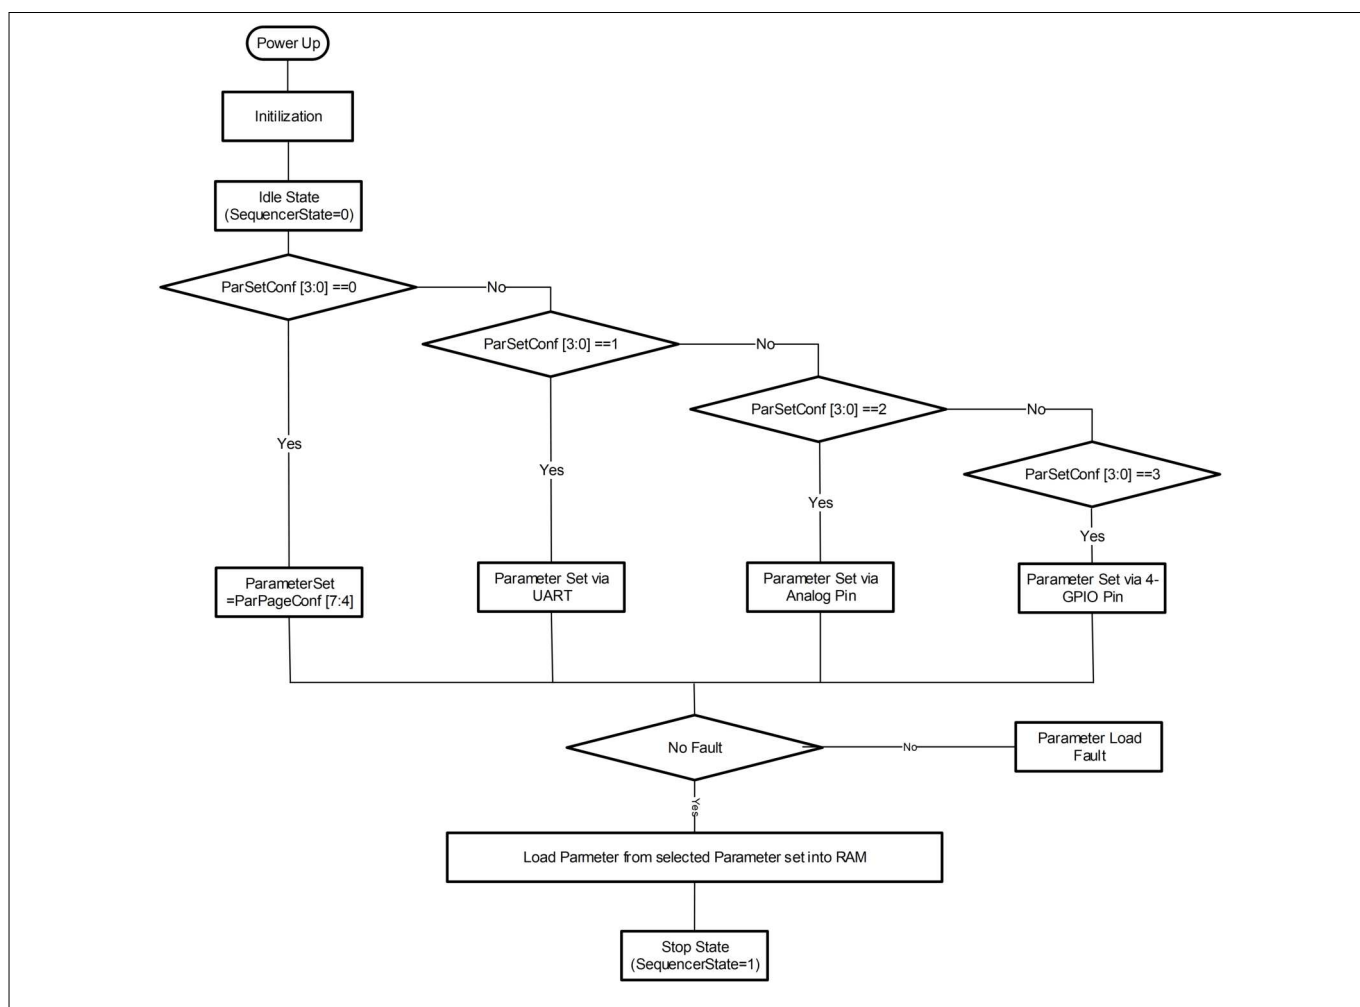 Power Up
Initilization
Idle State
(SequencerState=0)
ParSetConf [3:0] ==0
No
ParSetConf [3:0] ==1
No
ParSetConf [3:0] ==2
No
ParSetConf [3:0] ==3
Yes
Yes
Yes
Yes
ParameterSet
=ParPageConf [7:4]
Parameter Set via
UART
Parameter Set via
Analog Pin
Parameter Set via 4-
GPIO Pin
No Fault
No
Parameter Load
Fault
Yes
Load Parmeter from selected Parameter set into RAM
Stop State
(SequencerState=1)